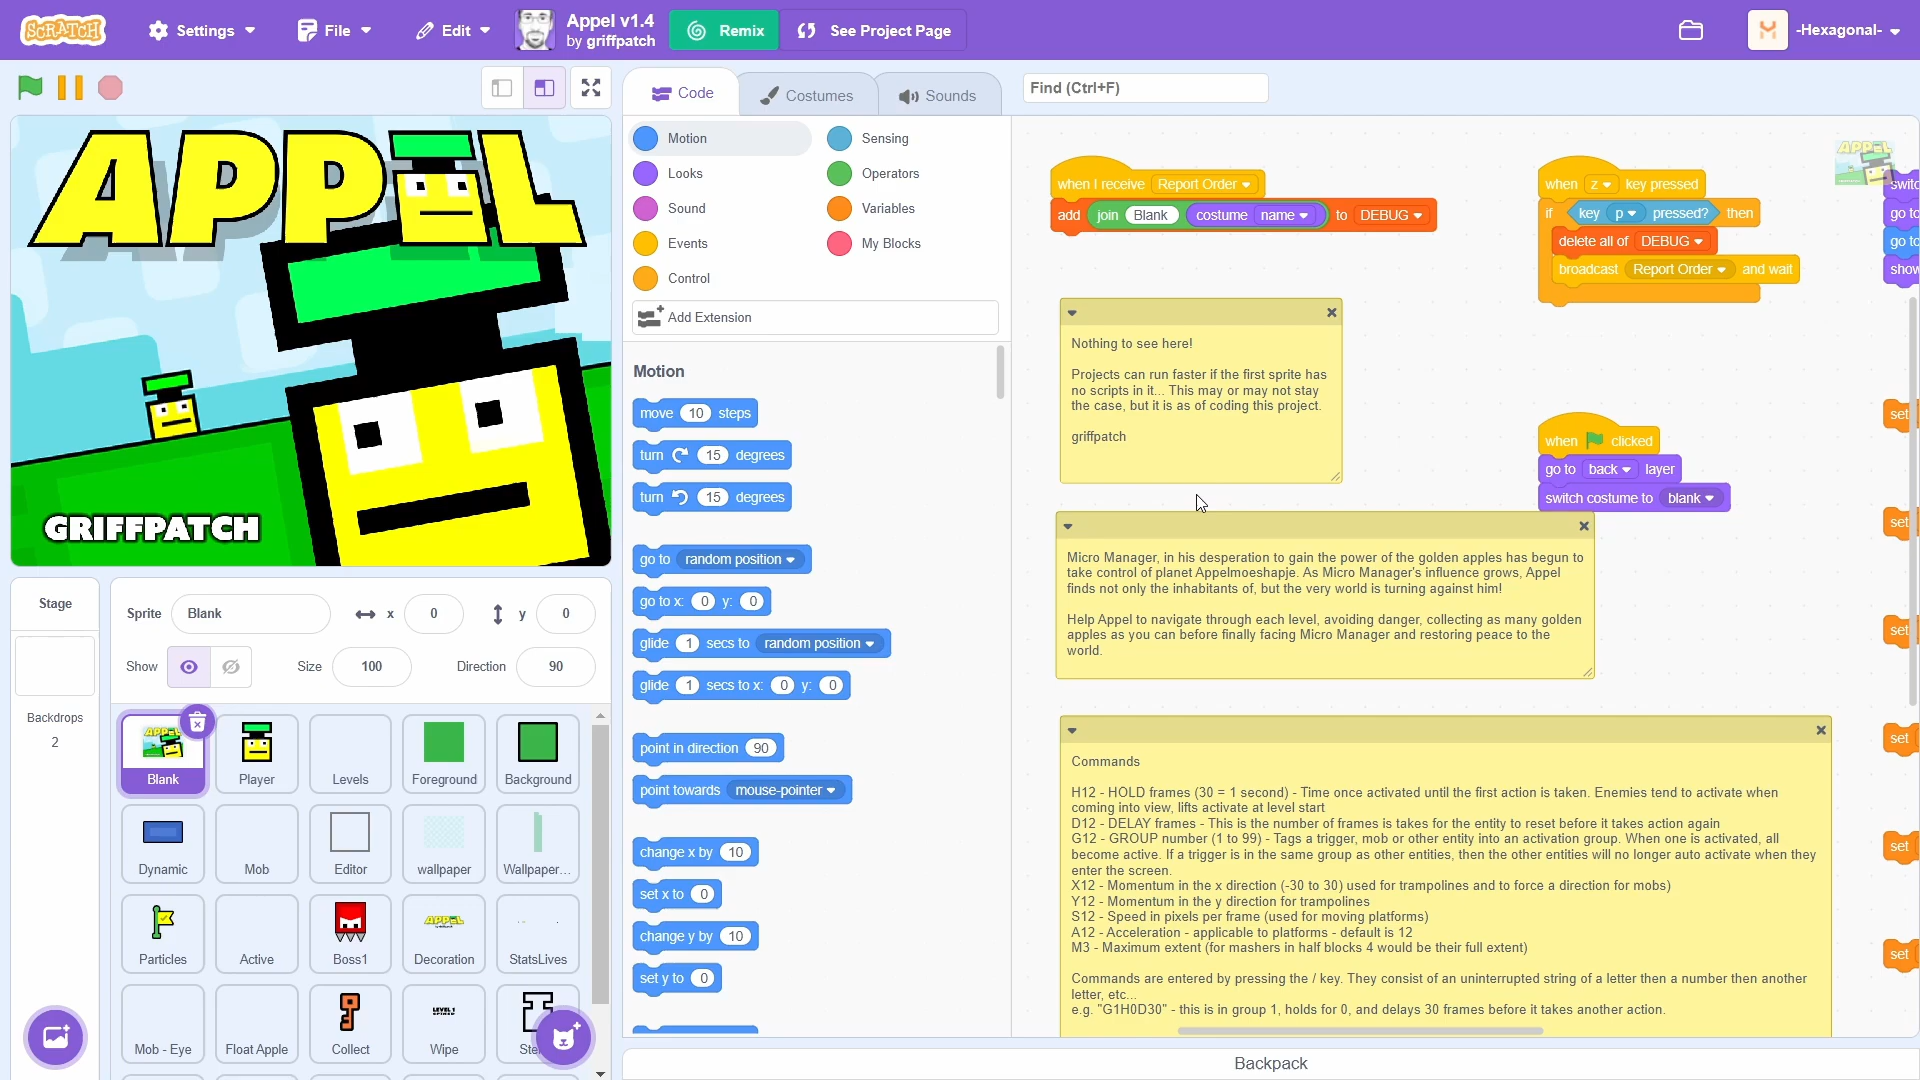 SCRATCH
Settings
File
Edit
Appel v1.4
by griffpatch
Remix
See Project Page
-Hexagonal-
Code
Costumes
Sounds
Find (Ctrl+F)
APPEL
GRIFFPATCH
Motion
Looks
Sound
Events
Control
Sensing
Operators
Variables
My Blocks
Add Extension
Motion
move 10 steps
turn 15 degrees
turn 15 degrees
go to random position
go to x: 0 y: 0
glide 1 secs to random position
glide 1 secs to x: 0 y: 0
point in direction 90
point towards mouse-pointer
change x by 10
set x to 0
change y by 10
set y to 0
when I receive Report Order
add join Blank costume name to DEBUG
when z key pressed
if key p pressed? then
delete all of DEBUG
broadcast Report Order and wait
when clicked
go to back layer
switch costume to blank
APPEL
switc
go to
go to
show
set
set
set
set
set
set
Nothing to see here!
Projects can run faster if the first sprite has
no scripts in it... This may or may not stay
the case, but it is as of coding this project.
griffpatch
Micro Manager, in his desperation to gain the power of the golden apples has begun to
take control of planet Appelmoeshapje. As Micro Manager's influence grows, Appel
finds not only the inhabitants of, but the very world is turning against him!
Help Appel to navigate through each level, avoiding danger, collecting as many golden
apples as you can before finally facing Micro Manager and restoring peace to the
world.
Commands
H12 - HOLD frames (30 = 1 second) - Time once activated until the first action is taken. Enemies tend to activate when
coming into view, lifts activate at level start
D12 - DELAY frames - This is the number of frames is takes for the entity to reset before it takes action again
G12 - GROUP number (1 to 99) - Tags a trigger, mob or other entity into an activation group. When one is activated, all
become active. If a trigger is in the same group as other entities, then the other entities will no longer auto activate when they
enter the screen.
X12 - Momentum in the x direction (-30 to 30) used for trampolines and to force a direction for mobs)
Y12 - Momentum in the y direction for trampolines
S12 - Speed in pixels per frame (used for moving platforms)
A12 - Acceleration - applicable to platforms - default is 12
M3 - Maximum extent (for mashers in half blocks 4 would be their full extent)
Commands are entered by pressing the / key. They consist of an uninterrupted string of a letter then a number then another
letter, etc...
e.g. "G1H0D30" - this is in group 1, holds for 0, and delays 30 frames before it takes another action.
Stage
Backdrops
2
Sprite Blank x 0 y 0
Show Size 100 Direction 90
APPEL
Blank
Player
Levels
Foreground
Background
Dynamic
Mob
Editor
wallpaper
Wallpaper...
Particles
Active
Boss1
APPEL
Decoration
StatsLives
Mob - Eye
Float Apple
Collect
LEVEL 1
Wipe
Backpack